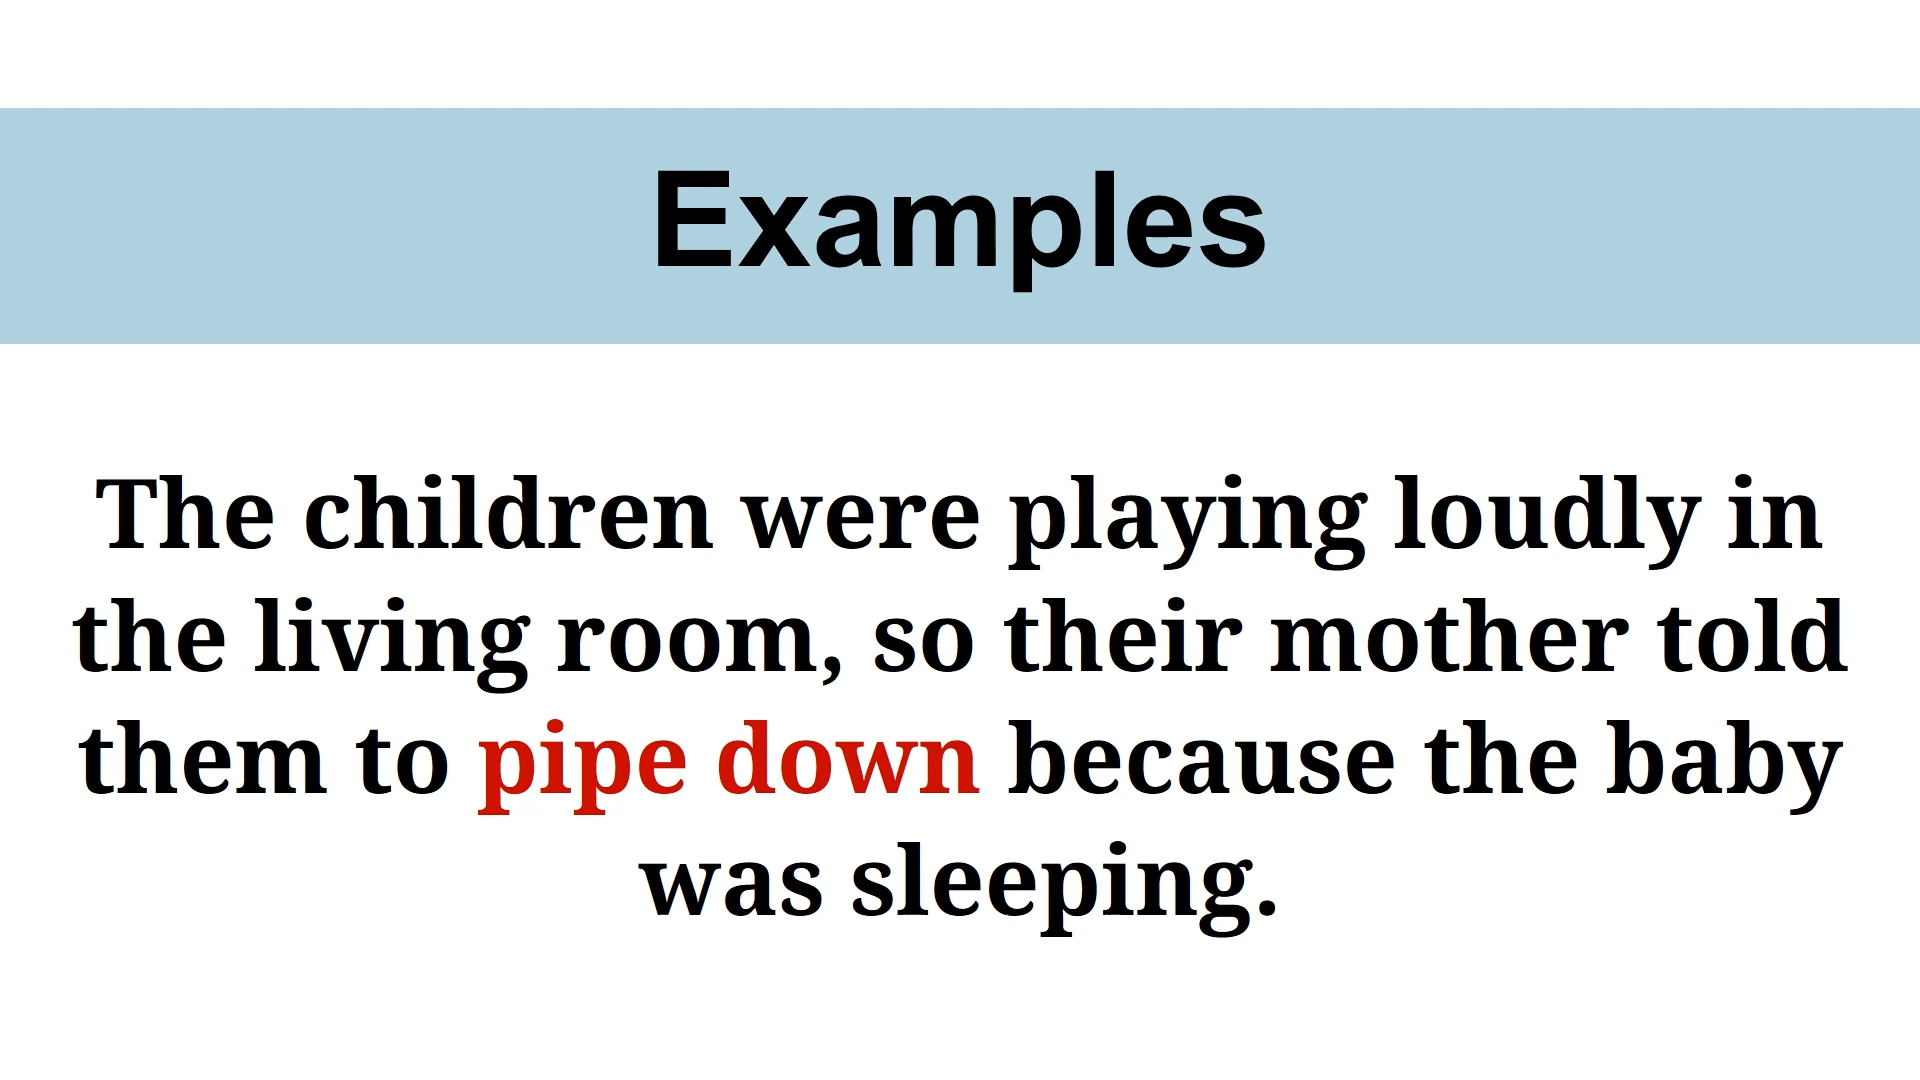 Examples
The children were playing loudly in
the living room, so their mother told
them to pipe down because the baby
was sleeping.